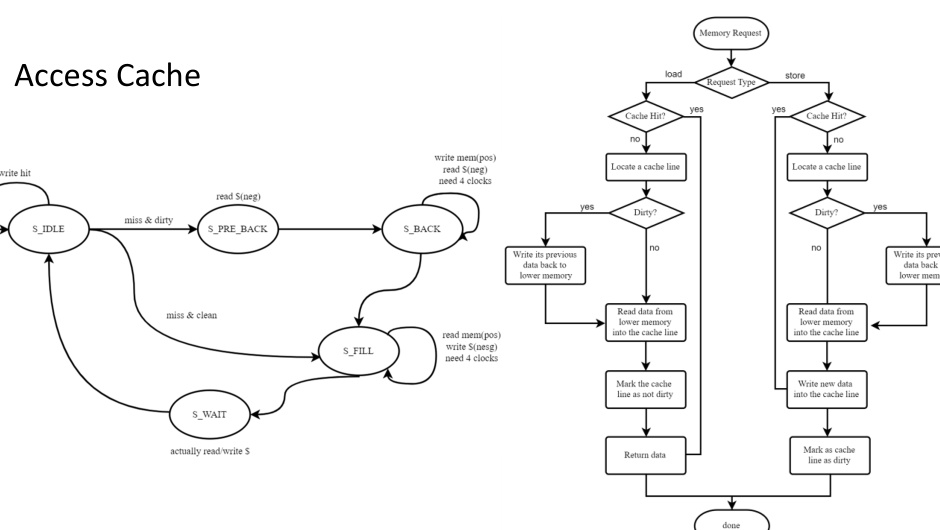 Access Cache
write hit
S_IDLE
miss & dirty
read $(neg)
S_PRE_BACK
write mem(pos)
read $(neg)
need 4 clocks
S_BACK
miss & clean
S_FILL
read mem(pos)
write $(nesg)
need 4 clocks
S_WAIT
actually read/write $
Memory Request
Request Type
load
store
Cache Hit?
yes
no
Locate a cache line
Dirty?
yes
no
Write its previous
data back to
lower memory
Read data from
lower memory
into the cache line
Mark the cache
line as not dirty
Return data
Cache Hit?
yes
no
Locate a cache line
Dirty?
yes
no
Write its
data back
lower
Read data from
lower memory
into the cache line
Write new data
into the cache line
Mark as cache
line as dirty
done